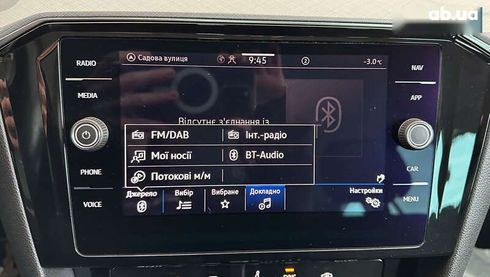 ab.ua
RADIO
MEDIA
PHONE
VOICE
Садова вулиця
9:45
2
-3.0°C
Відсутнє з'єднання із
FM/DAB
Інт.-радіо
Мої носії
BT-Audio
Потокові м/м
Джерело
Вибір
Вибране
Докладно
Настройки
NAV
APP
CAR
MENU